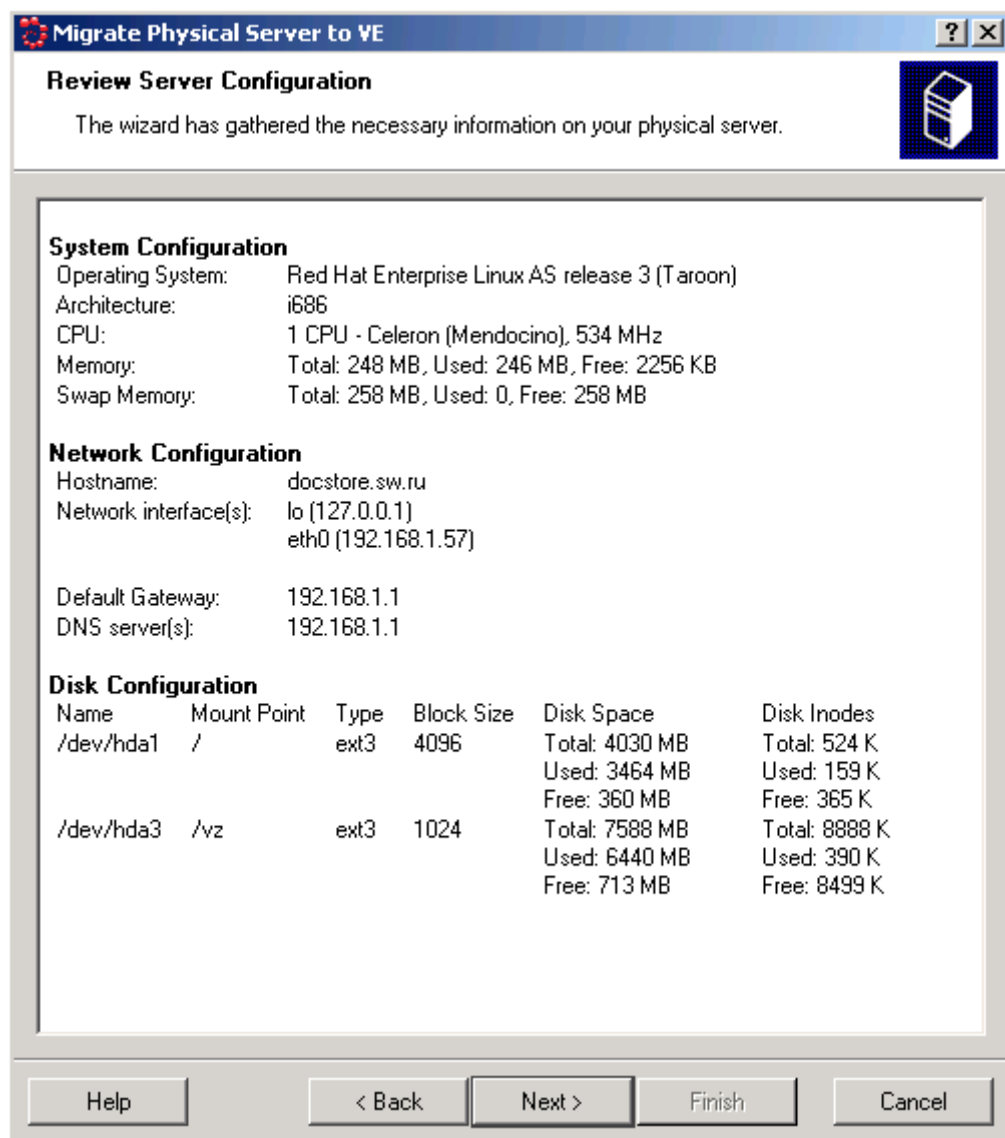 Migrate Physical Server to VE
Review Server Configuration
The wizard has gathered the necessary information on your physical server.
System Configuration
Operating System: Red Hat Enterprise Linux AS release 3 (Taroon)
Architecture: i686
CPU: 1 CPU - Celeron (Mendocino), 534 MHz
Memory: Total: 248 MB, Used: 246 MB, Free: 2256 KB
Swap Memory: Total: 258 MB, Used: 0, Free: 258 MB
Network Configuration
Hostname: docstore.sw.ru
Network interface(s): lo (127.0.0.1)
eth0 (192.168.1.57)
Default Gateway: 192.168.1.1
DNS server(s): 192.168.1.1
Disk Configuration
Name Mount Point Type Block Size Disk Space Disk Inodes
/dev/hda1 / ext3 4096 Total: 4030 MB Total: 524 K
Used: 3464 MB Used: 159 K
Free: 360 MB Free: 365 K
/dev/hda3 /vz ext3 1024 Total: 7588 MB Total: 8888 K
Used: 6440 MB Used: 390 K
Free: 713 MB Free: 8499 K
Help < Back Next > Finish Cancel